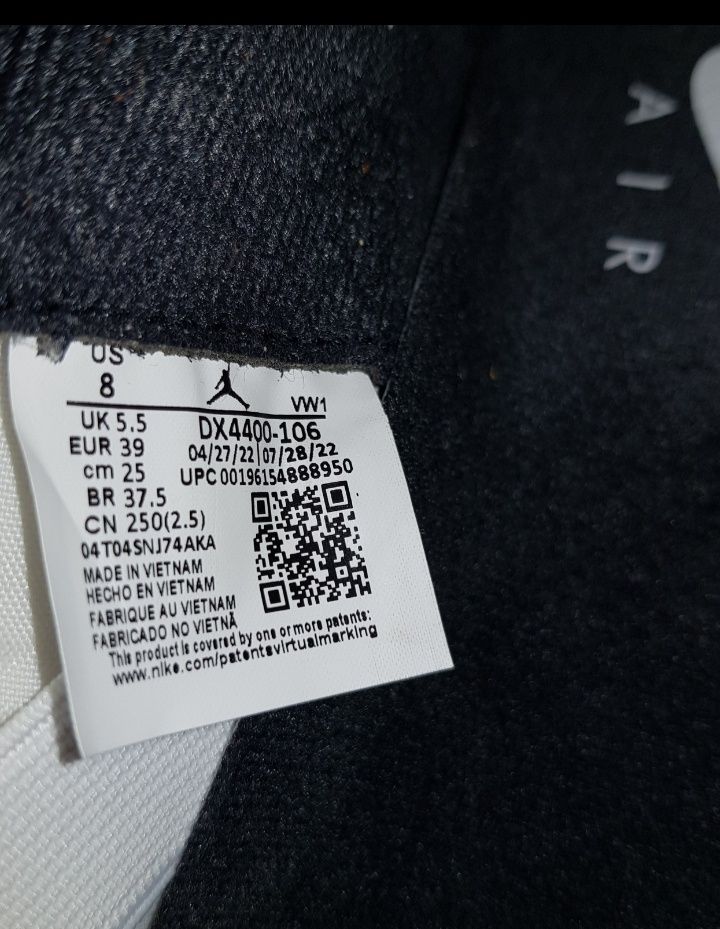 AIR
US
8
VW1
UK 5.5
DX4400-106
EUR 39
04/27/22 07/28/22
cm 25
UPC 00196154888950
BR 37.5
CN 250(2.5)
04T04SNJ74AKA
MADE IN VIETNAM
HECHO EN VIETNAM
FABRIQUE AU VIETNAM
FABRICADO NO VIETNÃ
This product is covered by one or more patents:
www.nike.com/patentsvirtualmarking